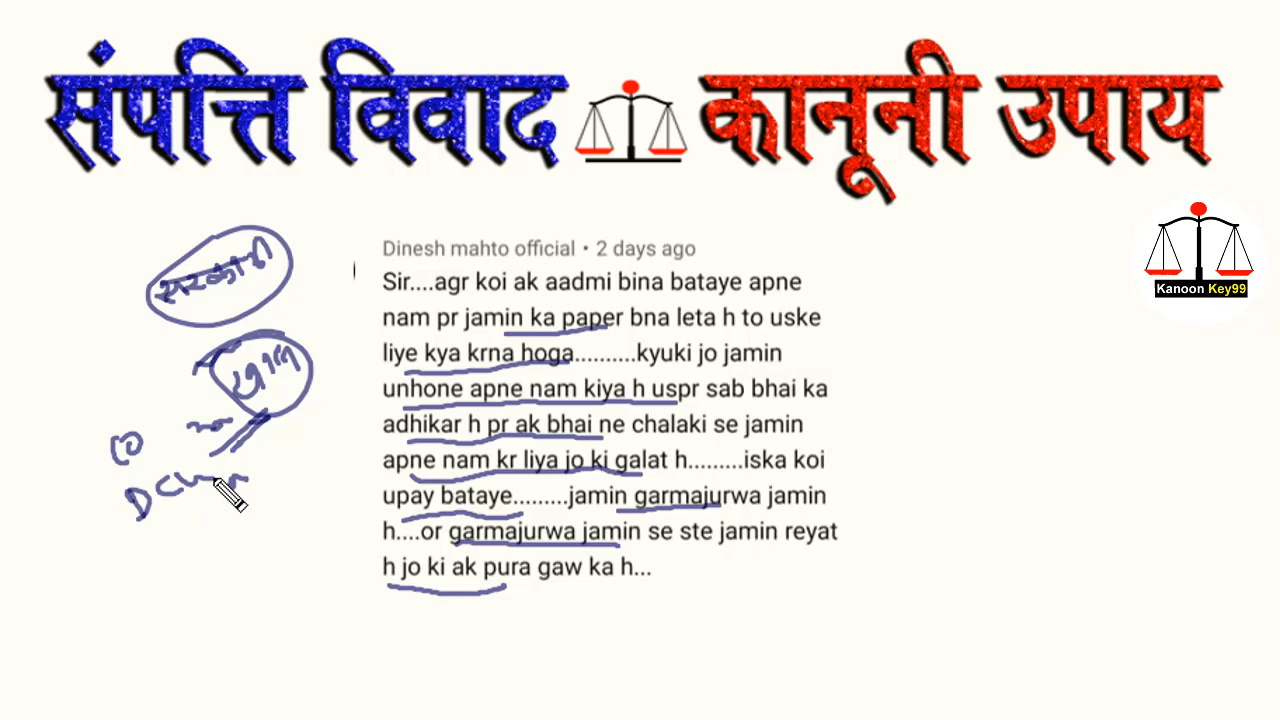 संपत्ति विवाद कानूनी उपाय
Kanoon Key99
सरकारी
Dinesh mahto official • 2 days ago
Sir....agr koi ak aadmi bina bataye apne
nam pr jamin ka paper bna leta h to uske
liye kya krna hoga..........kyuki jo jamin
unhone apne nam kiya h uspr sab bhai ka
adhikar h pr ak bhai ne chalaki se jamin
apne nam kr liya jo ki galat h.........iska koi
upay bataye.........jamin garmajurwa jamin
h....or garmajurwa jamin se ste jamin reyat
h jo ki ak pura gaw ka h...